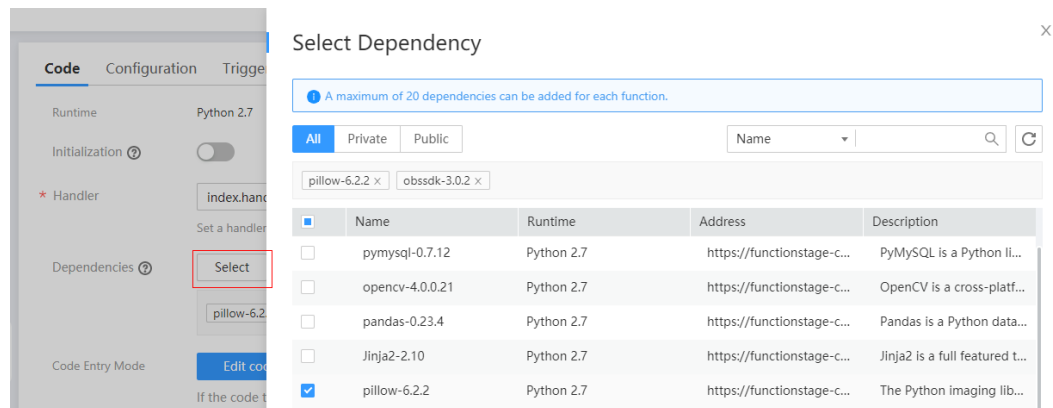 Code Configuration Trigge
Runtime Python 2.7
Initialization
* Handler index.hand
Set a handler
Dependencies Select
pillow-6.2
Code Entry Mode Edit coo
If the code t
Select Dependency
A maximum of 20 dependencies can be added for each function.
All Private Public Name
pillow-6.2.2 × obssdk-3.0.2 ×
Name Runtime Address Description
pymysql-0.7.12 Python 2.7 https://functionstage-c... PyMySQL is a Python li...
opencv-4.0.0.21 Python 2.7 https://functionstage-c... OpenCV is a cross-platf...
pandas-0.23.4 Python 2.7 https://functionstage-c... Pandas is a Python data...
Jinja2-2.10 Python 2.7 https://functionstage-c... Jinja2 is a full featured t...
pillow-6.2.2 Python 2.7 https://functionstage-c... The Python imaging lib...